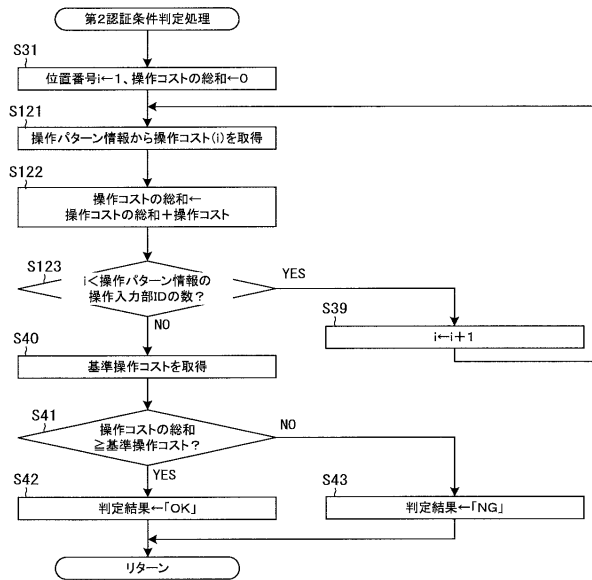 第2認証条件判定処理
S31
位置番号i←1、操作コストの総和←0
S121
操作パターン情報から操作コスト(i)を取得
S122
操作コストの総和←
操作コストの総和＋操作コスト
S123
i＜操作パターン情報の
操作入力部IDの数？
YES
NO
S39
i←i＋1
S40
基準操作コストを取得
S41
操作コストの総和
≧基準操作コスト？
NO
YES
S42
判定結果←「OK」
S43
判定結果←「NG」
リターン